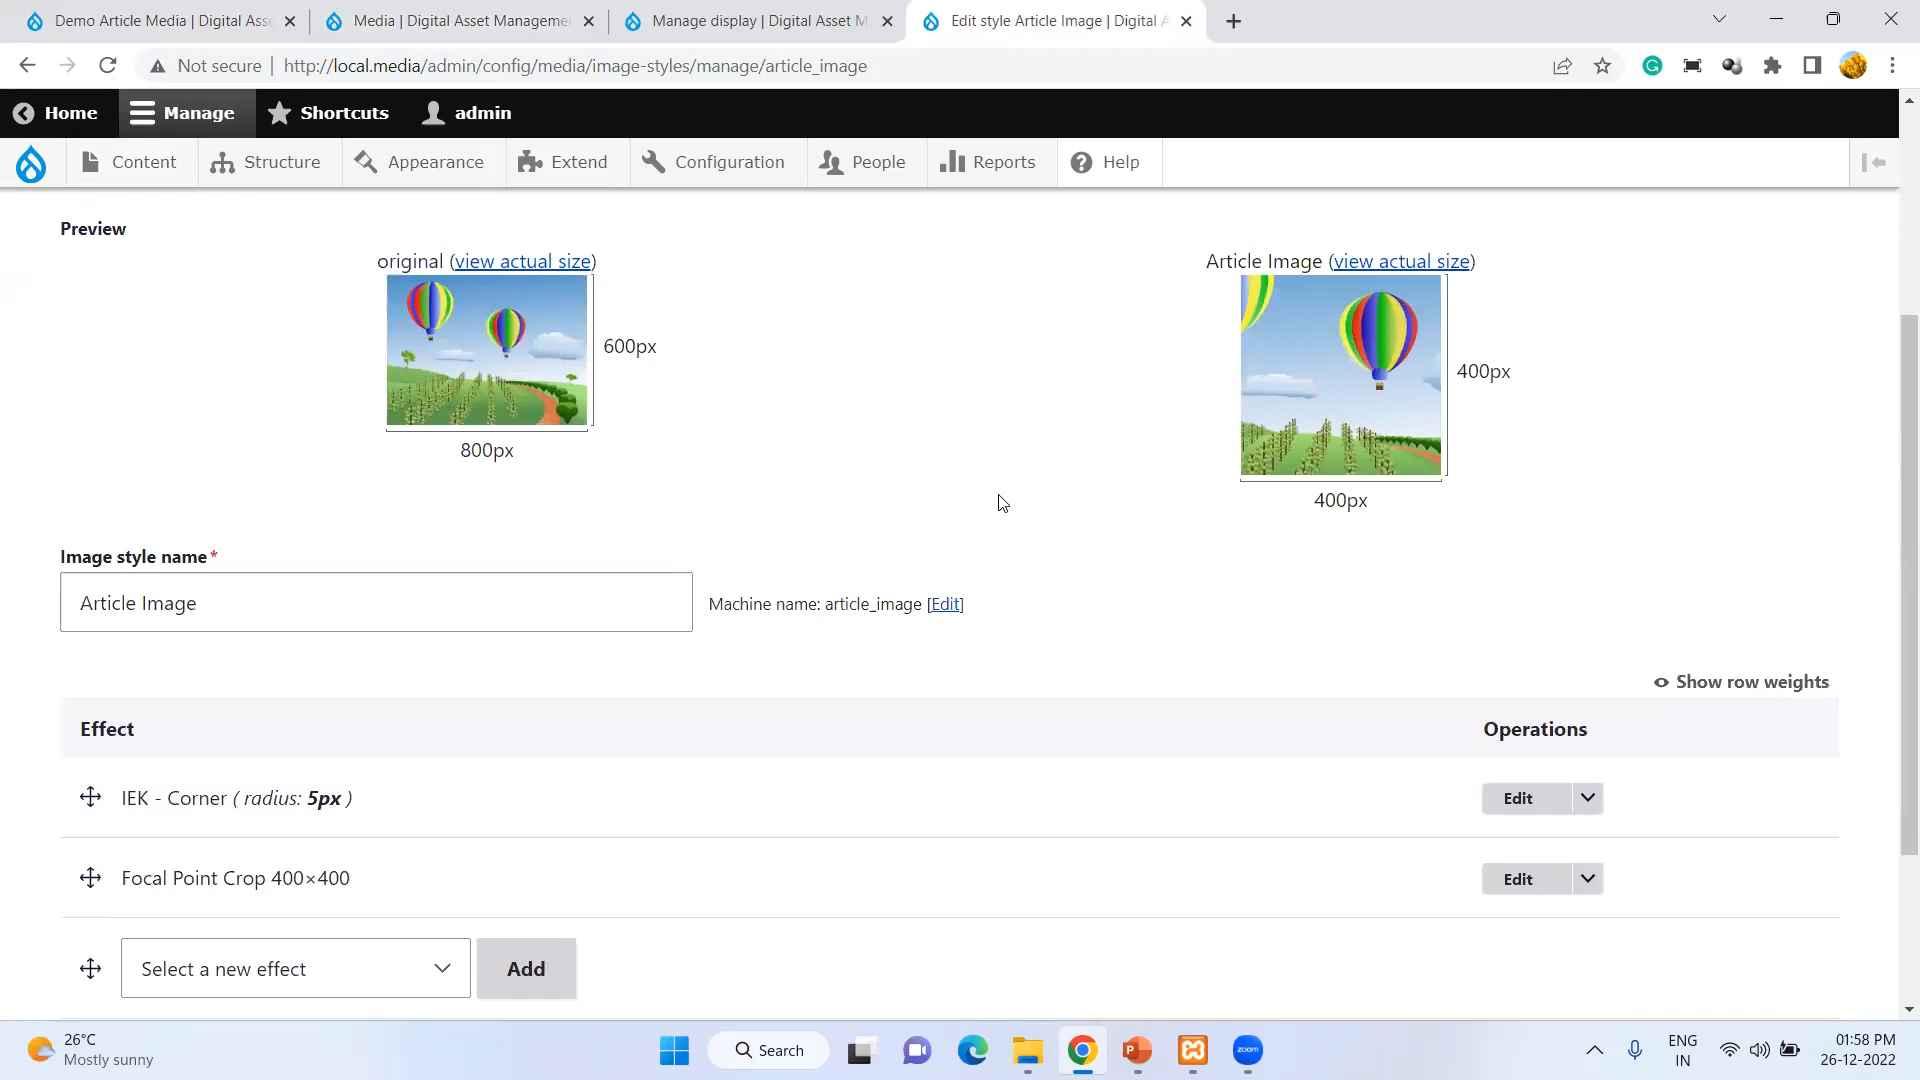 Demo Article Media | Digital Asse
Media | Digital Asset Manageme
Manage display | Digital Asset M
Edit style Article Image | Digital A
Not secure
http://local.media/admin/config/media/image-styles/manage/article_image
Home
Manage
Shortcuts
admin
Content
Structure
Appearance
Extend
Configuration
People
Reports
Help
Preview
original (view actual size)
600px
800px
Article Image (view actual size)
400px
400px
Image style name*
Article Image
Machine name: article_image [Edit]
Show row weights
Effect
Operations
IEK - Corner ( radius: 5px )
Edit
Focal Point Crop 400×400
Edit
Select a new effect
Add
26°C
Mostly sunny
Search
zoom
ENG
IN
01:58 PM
26-12-2022